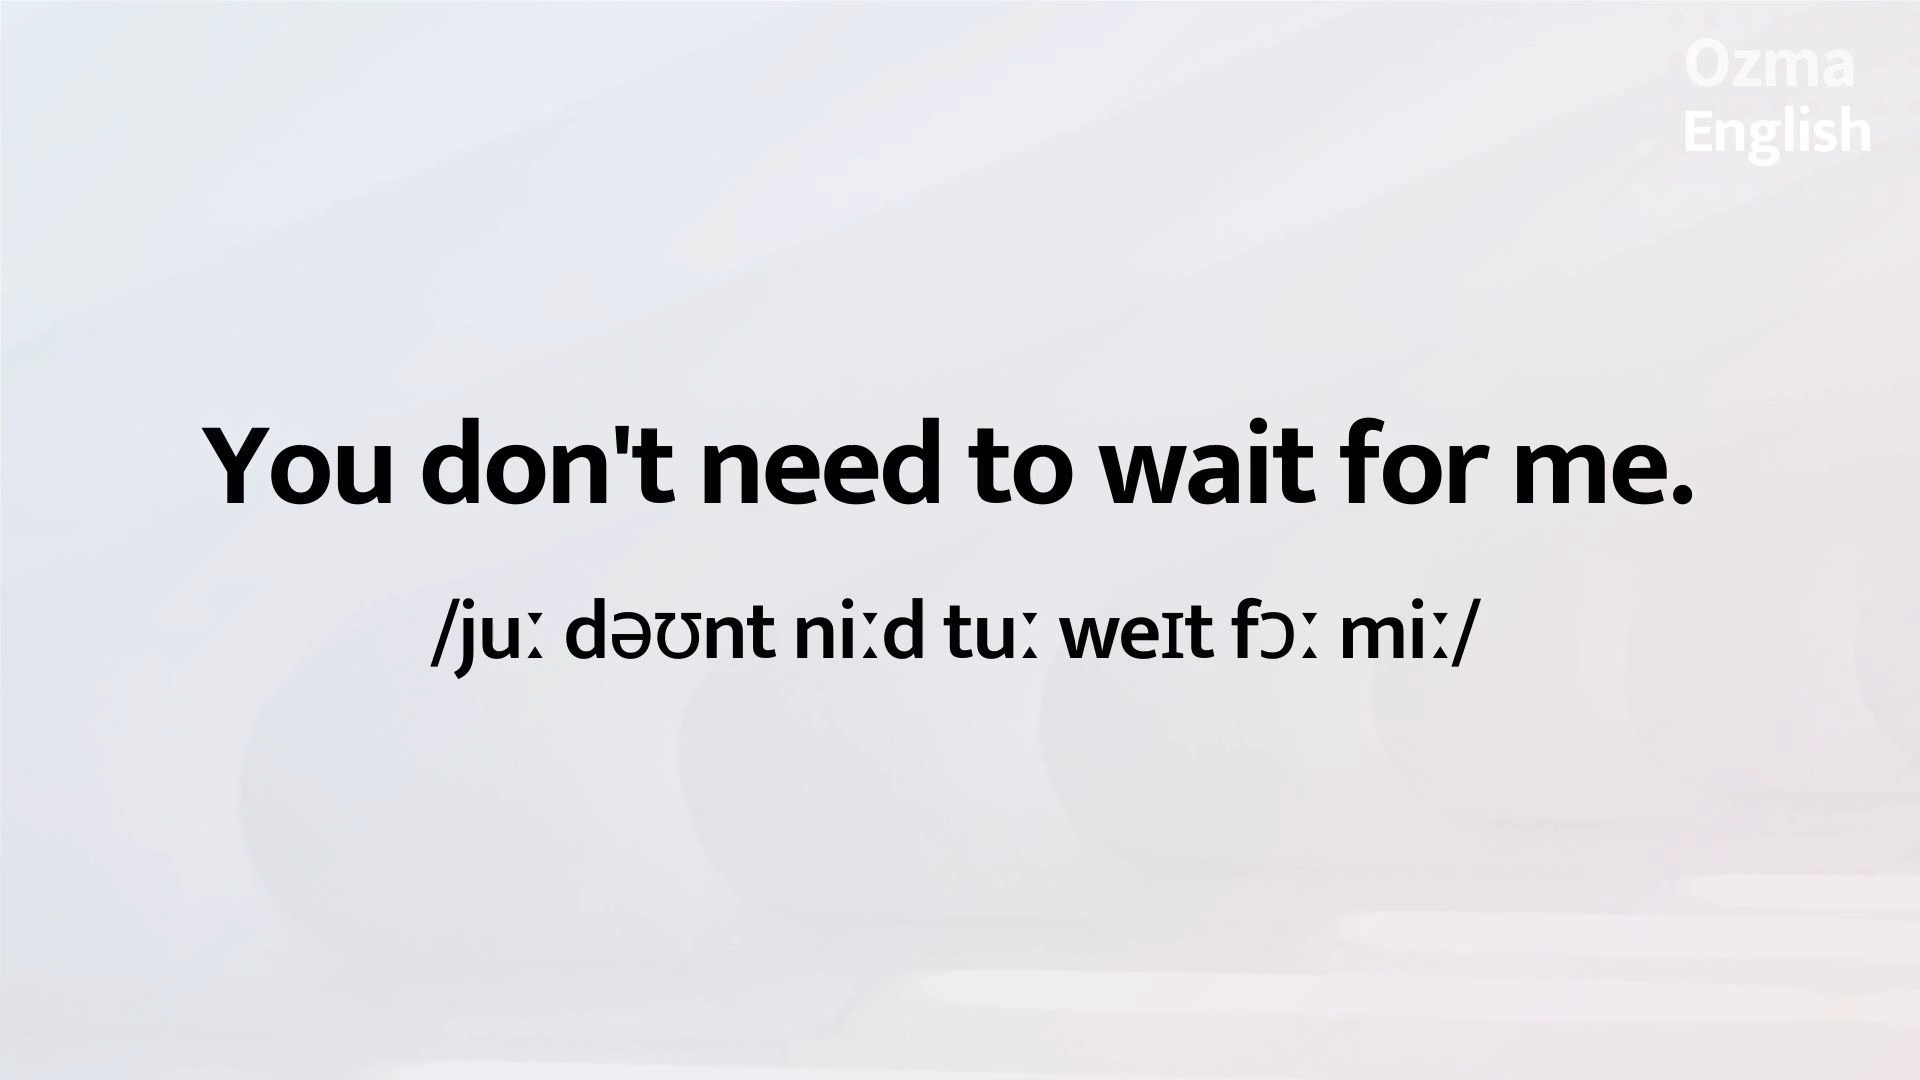 Ozma
English
You don't need to wait for me.
/juː dəʊnt niːd tuː weɪt fɔː miː/